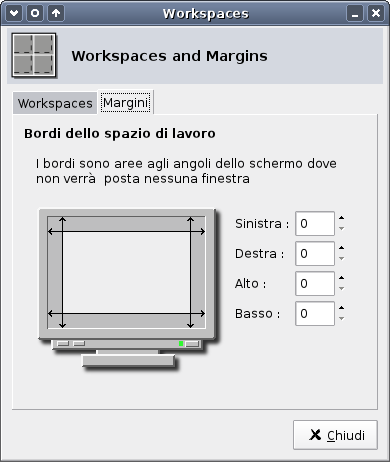 Workspaces
Workspaces and Margins
Workspaces Margini
Bordi dello spazio di lavoro
I bordi sono aree agli angoli dello schermo dove
non verrà posta nessuna finestra
Sinistra : 0
Destra : 0
Alto : 0
Basso : 0
Chiudi